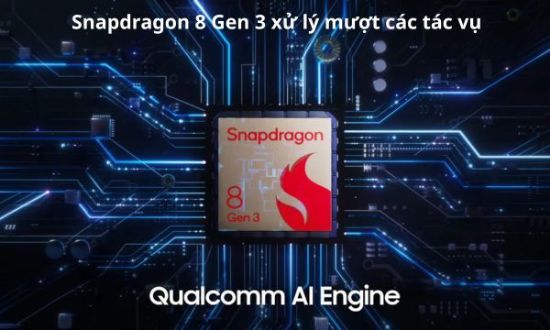 Snapdragon 8 Gen 3 xử lý mượt các tác vụ
Snapdragon
8
Gen 3
Qualcomm AI Engine